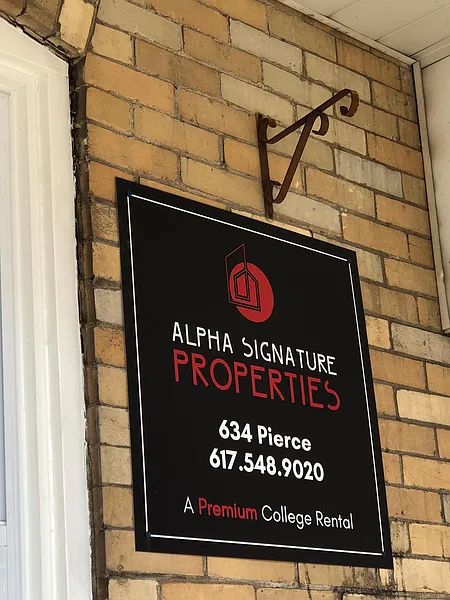 ALPHA SIGNATURE
PROPERTIES
634 Pierce
617.548.9020
A Premium College Rental